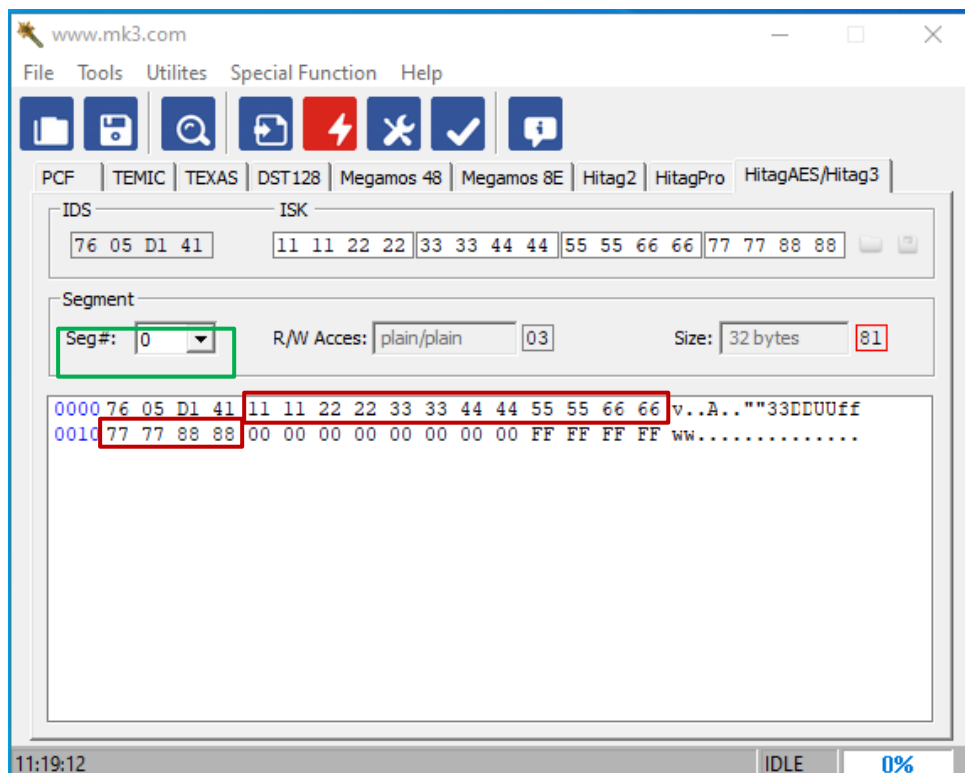 www.mk3.com
File Tools Utilites Special Function Help
PCF TEMIC TEXAS DST128 Megamos 48 Megamos 8E Hitag2 HitagPro HitagAES/Hitag3
IDS ISK
76 05 D1 41 11 11 22 22 33 33 44 44 55 55 66 66 77 77 88 88
Segment
Seg#: 0 R/W Acces: plain/plain 03 Size: 32 bytes 81
0000 76 05 D1 41 11 11 22 22 33 33 44 44 55 55 66 66 v..A..""33DDUUff
0010 77 77 88 88 00 00 00 00 00 00 00 00 FF FF FF FF ww..............
11:19:12 IDLE 0%